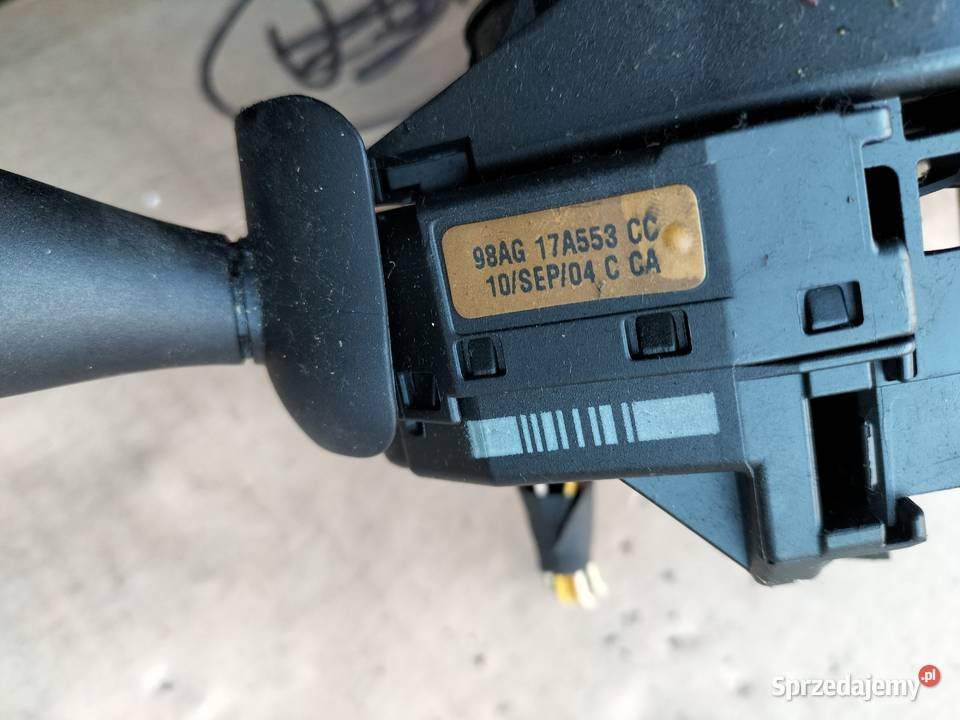 98AG 17A553 CC
10/SEP/04 C CA
Sprzedajemy.pl